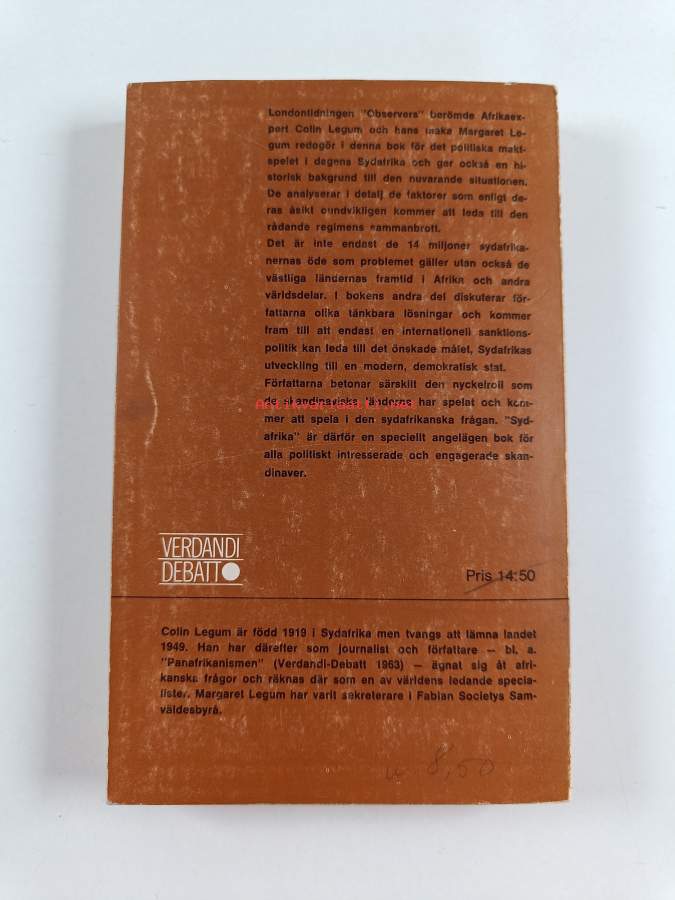 Londontidningen "Observers" berömde Afrikaex-
pert Colin Legum och hans maka Margaret Le-
gum redogör i denna bok för det politiska makt-
spelet i dagens Sydafrika och ger också en hi-
storisk bakgrund till den nuvarande situationen.
De analyserar i detalj de faktorer som enligt de-
ras åsikt oundvikligen kommer att leda till den
rådande regimens sammanbrott.
Det är inte endast de 14 miljoner sydafrika-
nernas öde som problemet gäller utan också de
västliga ländernas framtid i Afrika och andra
världsdelar. I bokens andra del diskuterar för-
fattarna olika tänkbara lösningar och kommer
fram till att endast en internationell sanktions-
politik kan leda till det önskade målet, Sydafrikas
utveckling till en modern, demokratisk stat.
Författarna betonar särskilt den nyckelroll som
de skandinaviska länderna har spelat och kom-
Antikvariaatti.net
mer att spela i den sydafrikanska frågan. "Syd-
afrika" är därför en speciellt angelägen bok för
alla politiskt intresserade och engagerade skan-
dinaver.
VERDANDI
DEBATT
Pris 14:50
Colin Legum är född 1919 i Sydafrika men tvangs att lämna landet
1949. Han har därefter som journalist och författare – bl. a.
"Panafrikanismen" (Verdandi-Debatt 1963) – ägnat sig åt afri-
kanska frågor och räknas där som en av världens ledande specia-
lister. Margaret Legum har varit sekreterare i Fabian Societys Sam-
väldesbyrå.
8,50